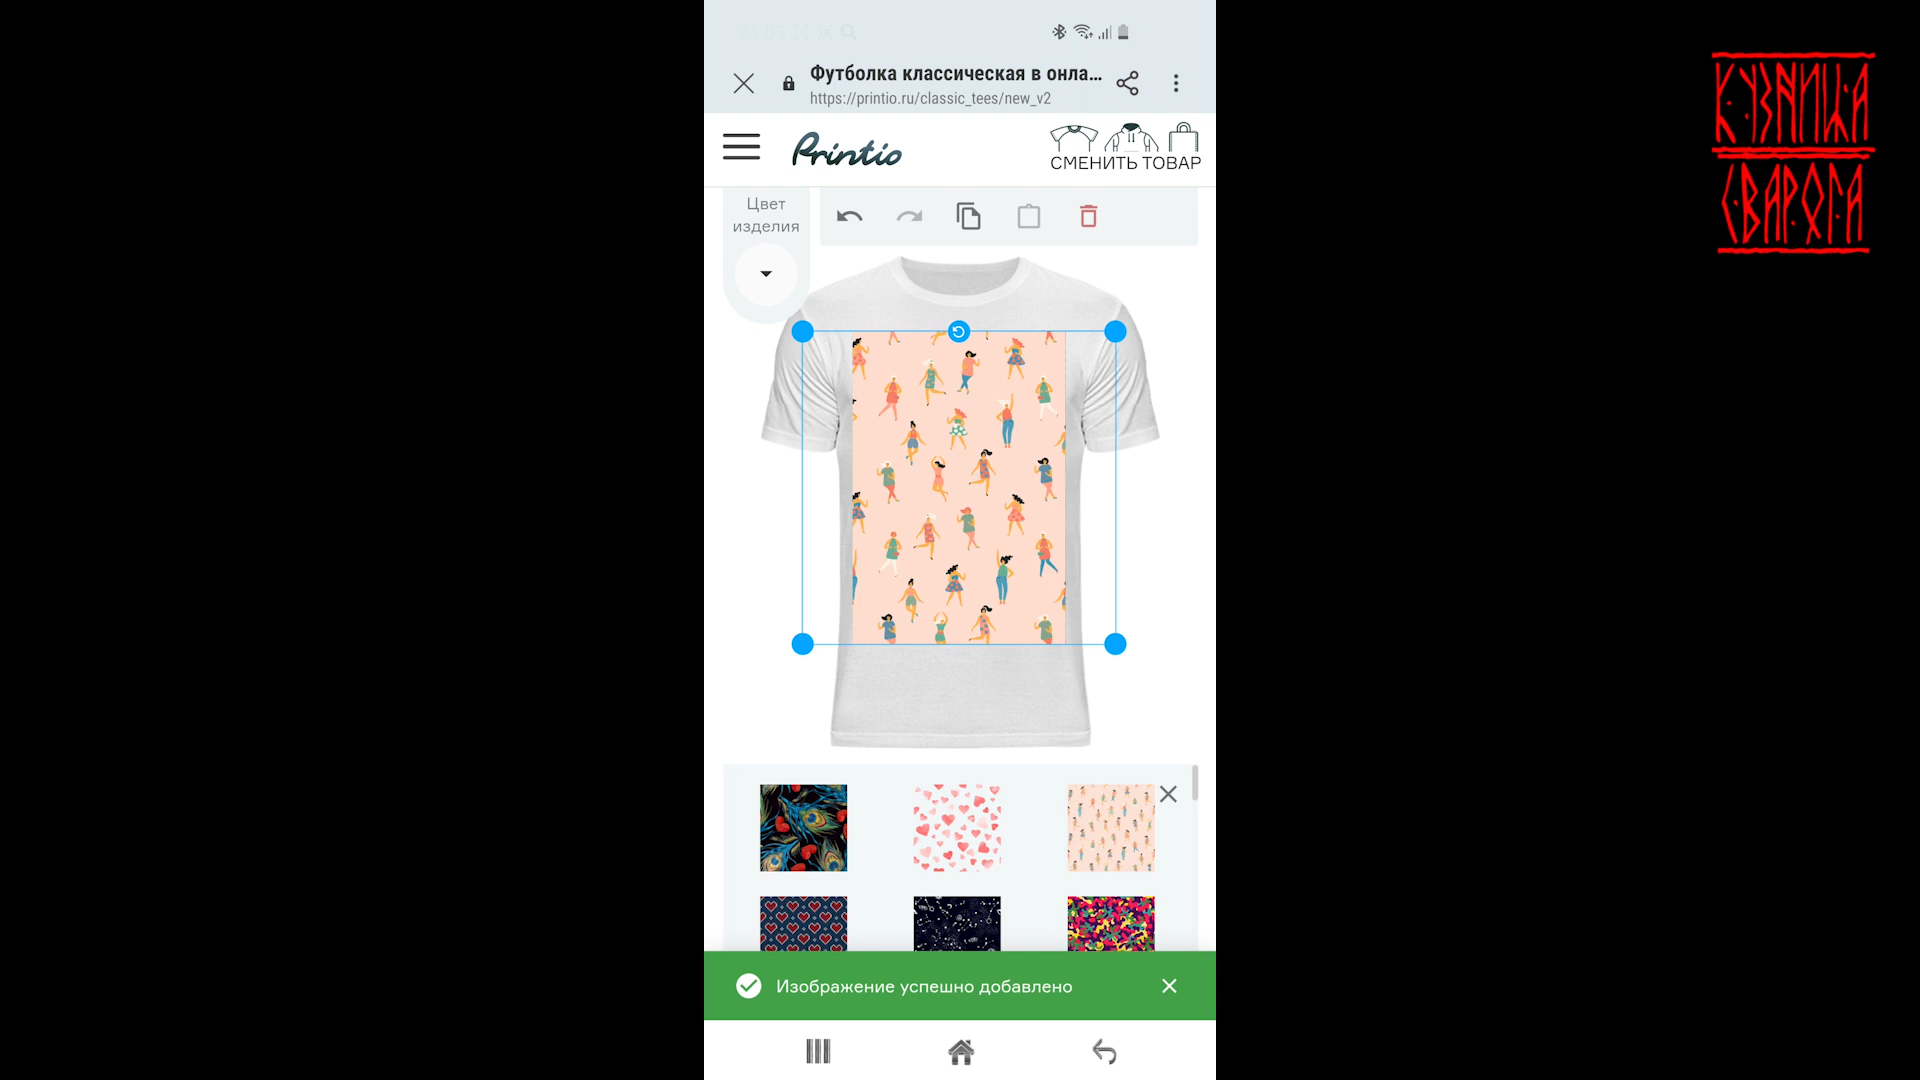 Футболка классическая в онла...
https://printio.ru/classic_tees/new_v2
Printio
СМЕНИТЬ ТОВАР
Цвет
изделия
Изображение успешно добавлено
КУЗНИЦА
СВАРОГА